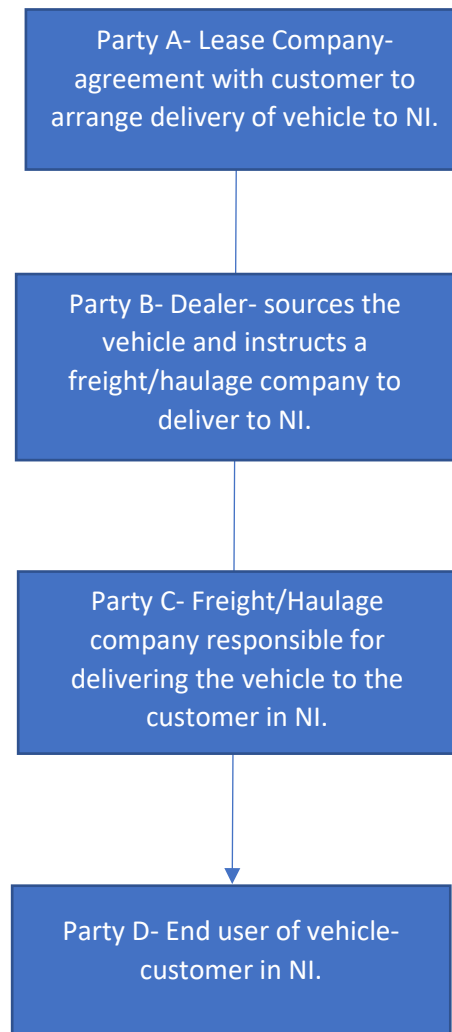 Party A- Lease Company-
agreement with customer to
arrange delivery of vehicle to NI.
Party B- Dealer- sources the
vehicle and instructs a
freight/haulage company to
deliver to NI.
Party C- Freight/Haulage
company responsible for
delivering the vehicle to the
customer in NI.
Party D- End user of vehicle-
customer in NI.